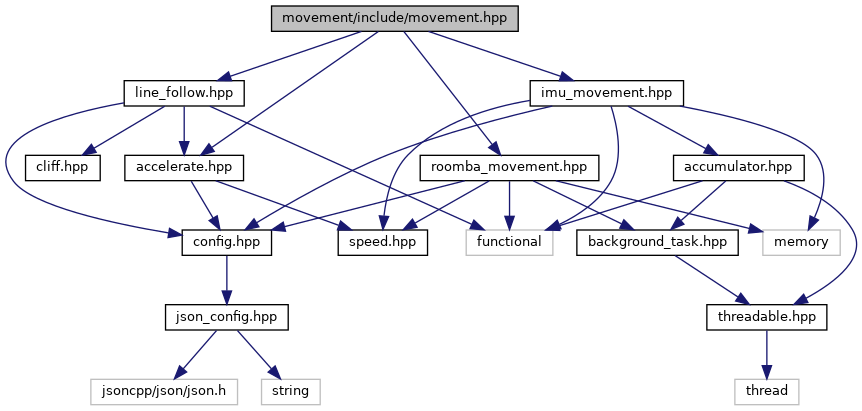 movement/include/movement.hpp
line_follow.hpp
imu_movement.hpp
cliff.hpp
accelerate.hpp
roomba_movement.hpp
accumulator.hpp
config.hpp
speed.hpp
functional
background_task.hpp
memory
json_config.hpp
threadable.hpp
jsoncpp/json/json.h
string
thread